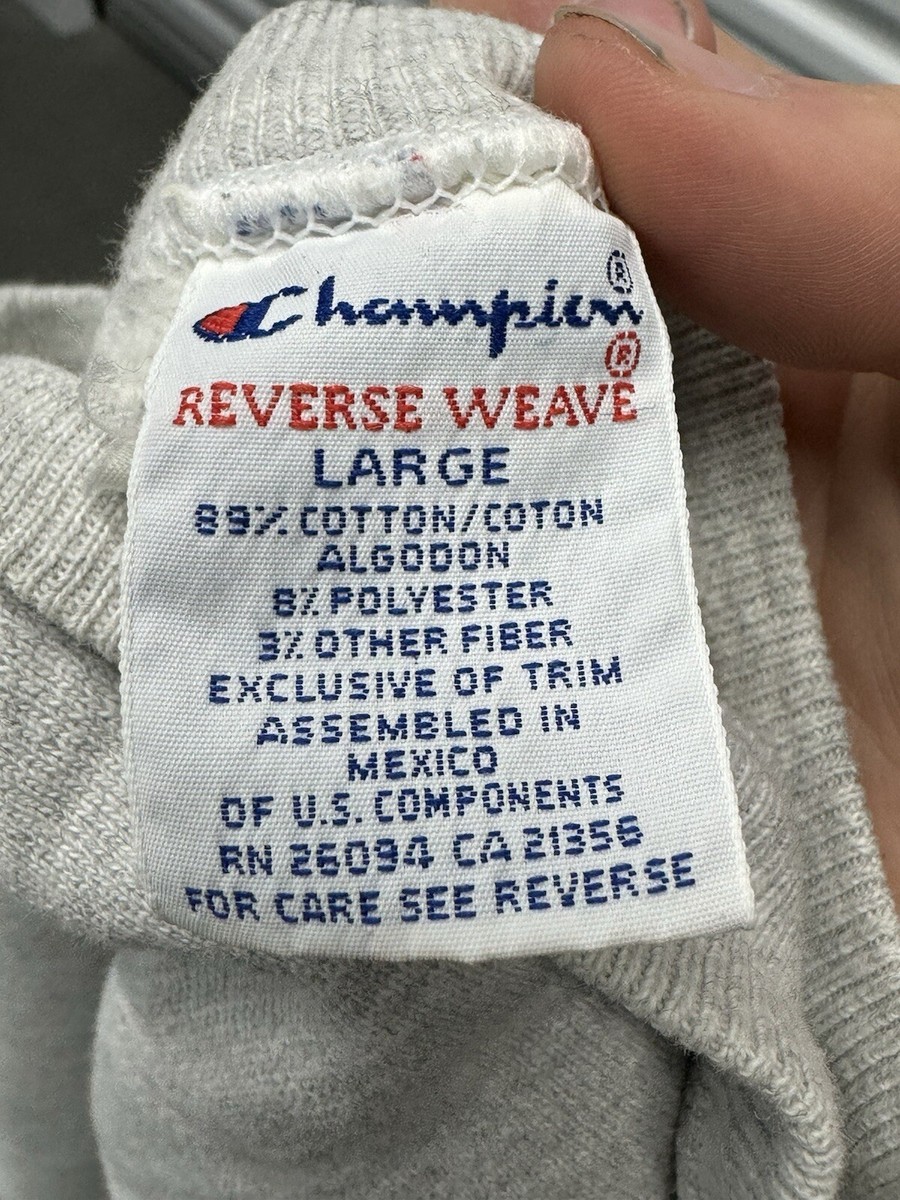 Champion®
REVERSE WEAVE®
LARGE
89% COTTON/COTON
ALGODON
8% POLYESTER
3% OTHER FIBER
EXCLUSIVE OF TRIM
ASSEMBLED IN
MEXICO
OF U.S. COMPONENTS
RN 26094 CA 21356
FOR CARE SEE REVERSE